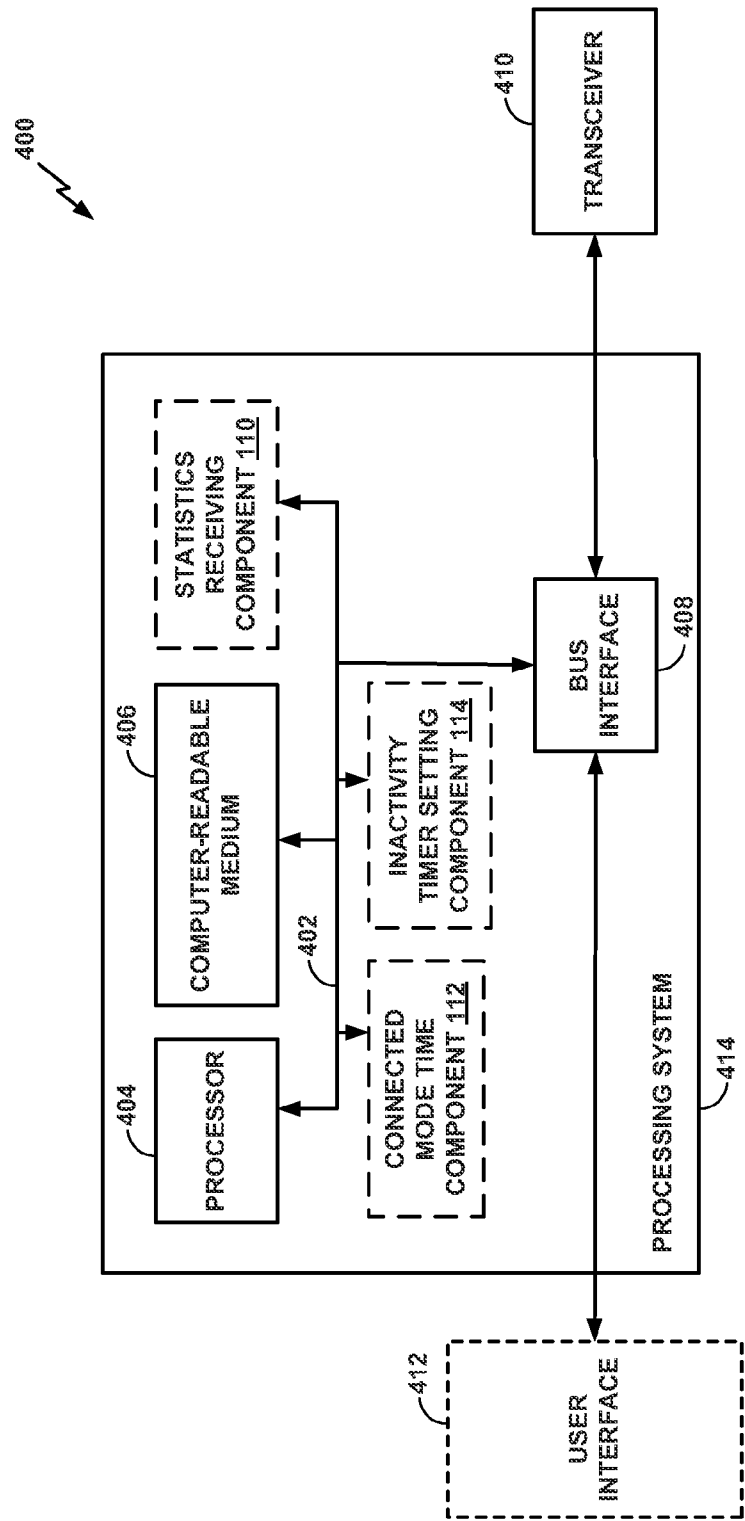 400
404
PROCESSOR
406
COMPUTER-READABLE
MEDIUM
STATISTICS
RECEIVING
COMPONENT 110
402
CONNECTED
MODE TIME
COMPONENT 112
INACTIVITY
TIMER SETTING
COMPONENT 114
412
USER
INTERFACE
BUS
INTERFACE
408
410
TRANSCEIVER
PROCESSING SYSTEM
414